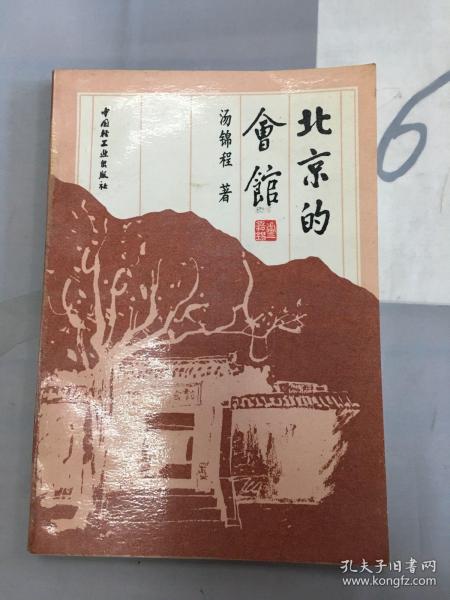 北京的
會館
汤锦程 著
中国轻工业出版社
6
孔夫子旧书网
www.kongfz.com